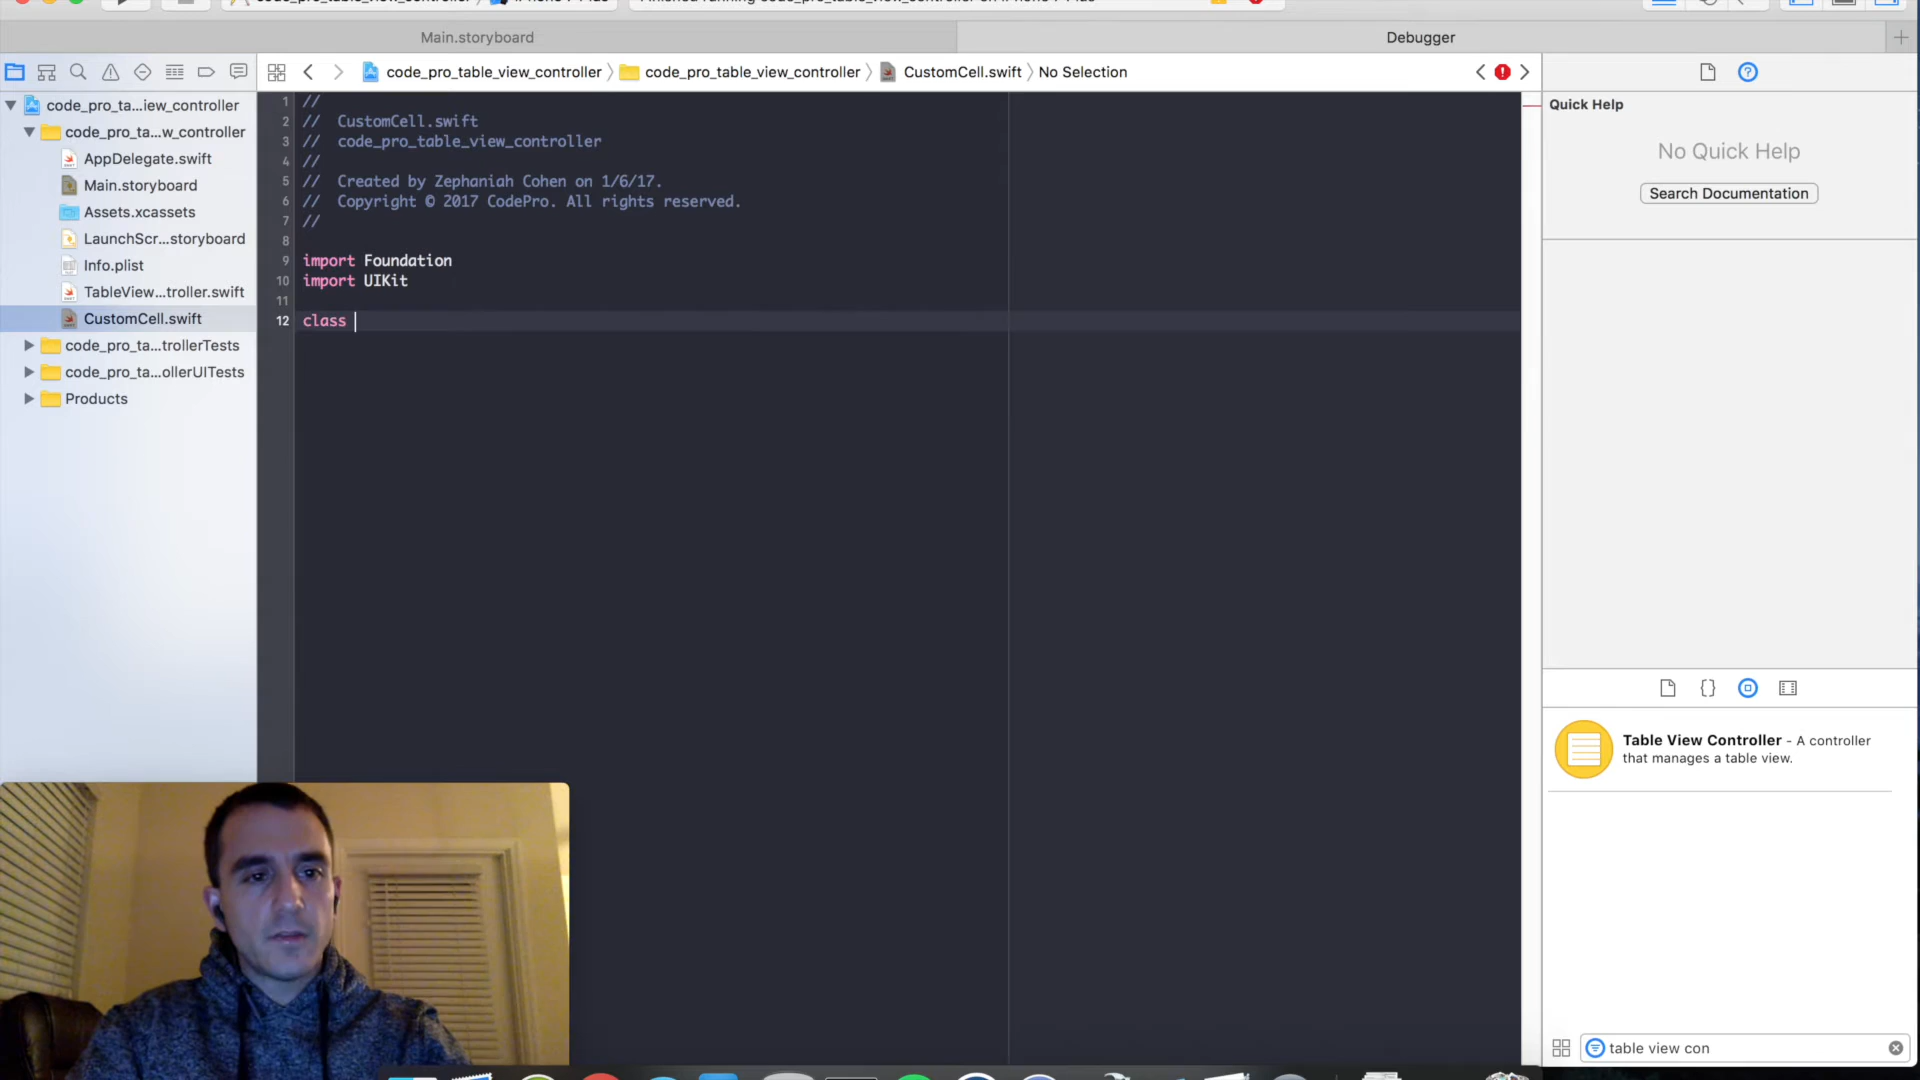 Main.storyboard
Debugger
code_pro_table_view_controller
code_pro_table_view_controller
CustomCell.swift
No Selection
Quick Help
No Quick Help
Search Documentation
code_pro_ta...iew_controller
code_pro_ta...w_controller
AppDelegate.swift
Main.storyboard
Assets.xcassets
LaunchScr...storyboard
Info.plist
TableView...troller.swift
CustomCell.swift
code_pro_ta...trollerTests
code_pro_ta...ollerUITests
Products
1 //
2 // CustomCell.swift
3 // code_pro_table_view_controller
4 //
5 // Created by Zephaniah Cohen on 1/6/17.
6 // Copyright © 2017 CodePro. All rights reserved.
7 //
8
9 import Foundation
10 import UIKit
11
12 class
Table View Controller - A controller
that manages a table view.
table view con